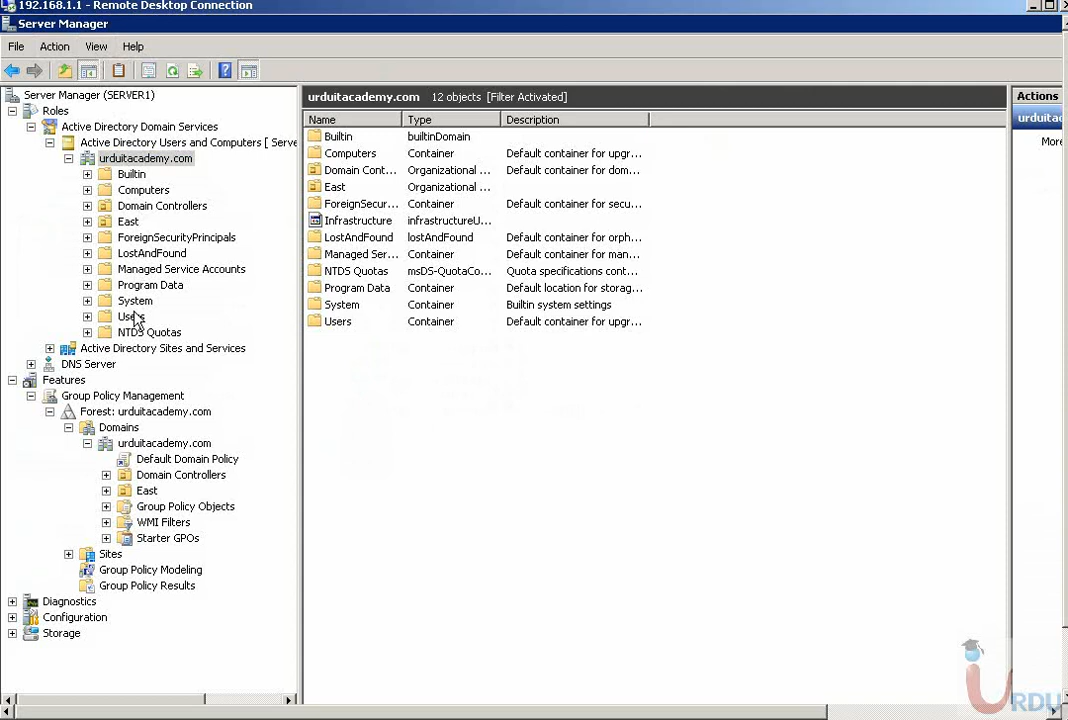 192.168.1.1 - Remote Desktop Connection
Server Manager
File Action View Help
Server Manager (SERVER1)
Roles
Active Directory Domain Services
Active Directory Users and Computers [ Serve
urduitacademy.com
Builtin
Computers
Domain Controllers
East
ForeignSecurityPrincipals
LostAndFound
Managed Service Accounts
Program Data
System
Users
NTDS Quotas
Active Directory Sites and Services
DNS Server
Features
Group Policy Management
Forest: urduitacademy.com
Domains
urduitacademy.com
Default Domain Policy
Domain Controllers
East
Group Policy Objects
WMI Filters
Starter GPOs
Sites
Group Policy Modeling
Group Policy Results
Diagnostics
Configuration
Storage
urduitacademy.com 12 objects [Filter Activated]
Name Type Description
Builtin builtinDomain
Computers Container Default container for upgr...
Domain Cont... Organizational ... Default container for dom...
East Organizational ...
ForeignSecur... Container Default container for secu...
Infrastructure infrastructureU...
LostAndFound lostAndFound Default container for orph...
Managed Ser... Container Default container for man...
NTDS Quotas msDS-QuotaCo... Quota specifications cont...
Program Data Container Default location for storag...
System Container Builtin system settings
Users Container Default container for upgr...
Actions
urduitac
More
URDU